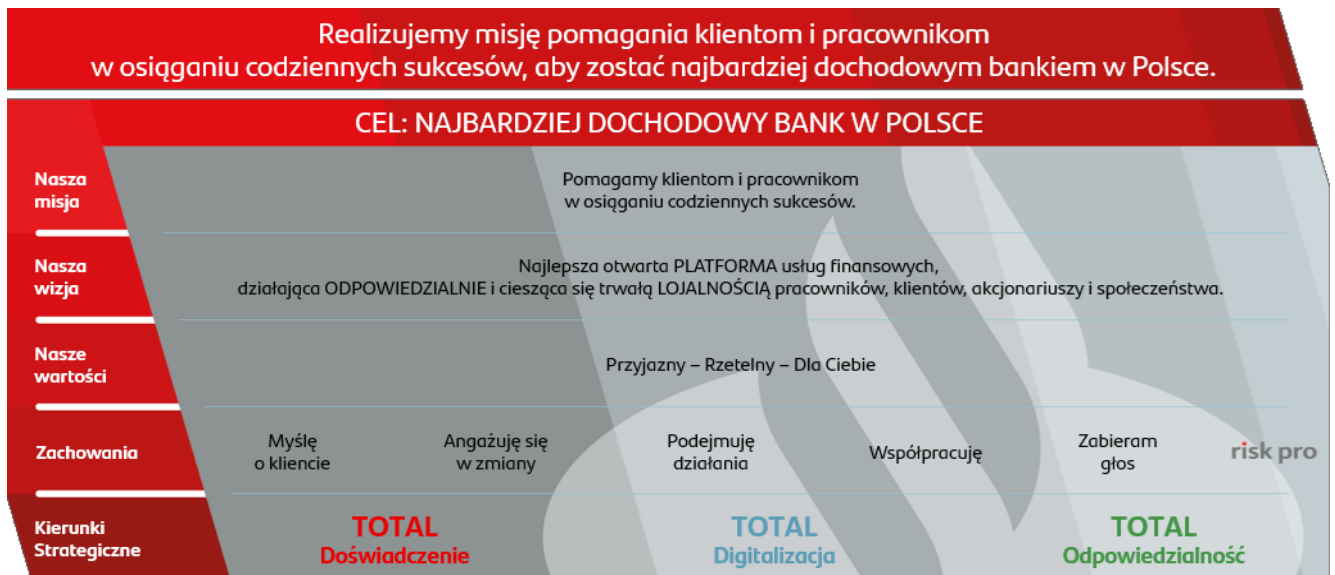 Realizujemy misję pomagania klientom i pracownikom
w osiąganiu codziennych sukcesów, aby zostać najbardziej dochodowym bankiem w Polsce.
CEL: NAJBARDZIEJ DOCHODOWY BANK W POLSCE
Nasza
misja
Pomagamy klientom i pracownikom
w osiąganiu codziennych sukcesów.
Nasza
wizja
Najlepsza otwarta PLATFORMA usług finansowych,
działająca ODPOWIEDZIALNIE i ciesząca się trwałą LOJALNOŚCIĄ pracowników, klientów, akcjonariuszy i społeczeństwa.
Nasze
wartości
Przyjazny – Rzetelny – Dla Ciebie
Zachowania
Myślę
o kliencie
Angażuję się
w zmiany
Podejmuję
działania
Współpracuję
Zabieram
głos
risk pro
Kierunki
Strategiczne
TOTAL
Doświadczenie
TOTAL
Digitalizacja
TOTAL
Odpowiedzialność